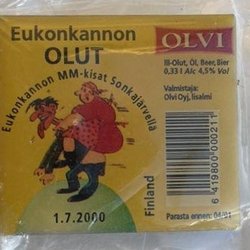 Eukonkannon
OLUT
Eukonkannon MM-kisat Sonkajärvellä
1.7.2000
Finland
OLVI
III-Olut, Öl, Beer, Bier
0,33 l Alc 4,5% Vol
Valmistaja:
Olvi Oyj, Iisalmi
6 419800 000211
Parasta ennen: 04/01